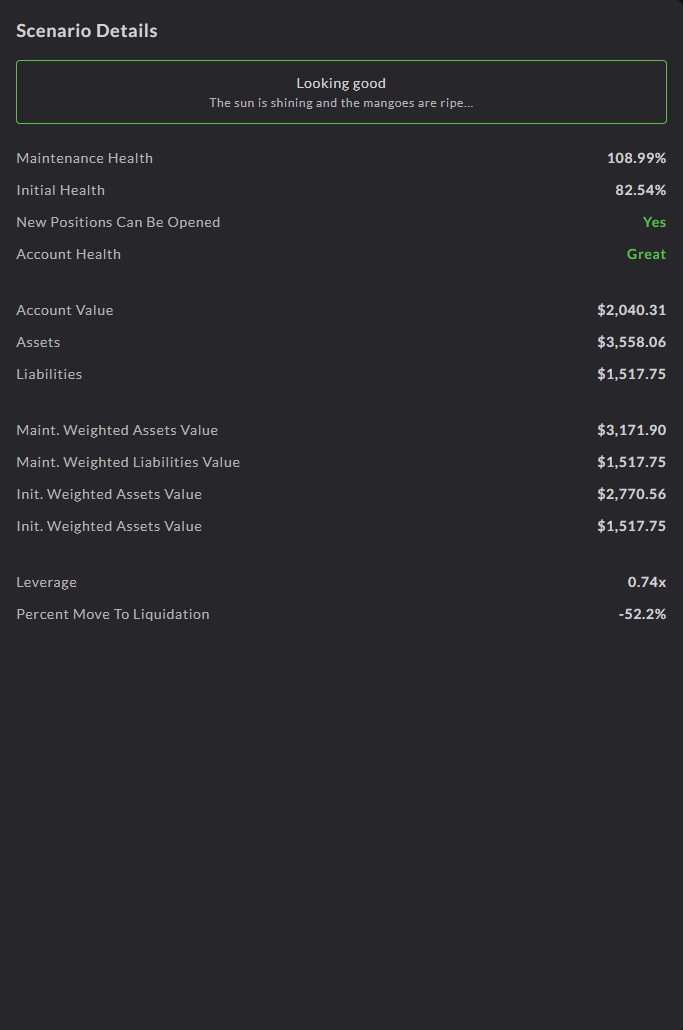 Scenario Details
Looking good
The sun is shining and the mangoes are ripe...
Maintenance Health 108.99%
Initial Health 82.54%
New Positions Can Be Opened Yes
Account Health Great
Account Value $2,040.31
Assets $3,558.06
Liabilities $1,517.75
Maint. Weighted Assets Value $3,171.90
Maint. Weighted Liabilities Value $1,517.75
Init. Weighted Assets Value $2,770.56
Init. Weighted Assets Value $1,517.75
Leverage 0.74x
Percent Move To Liquidation -52.2%